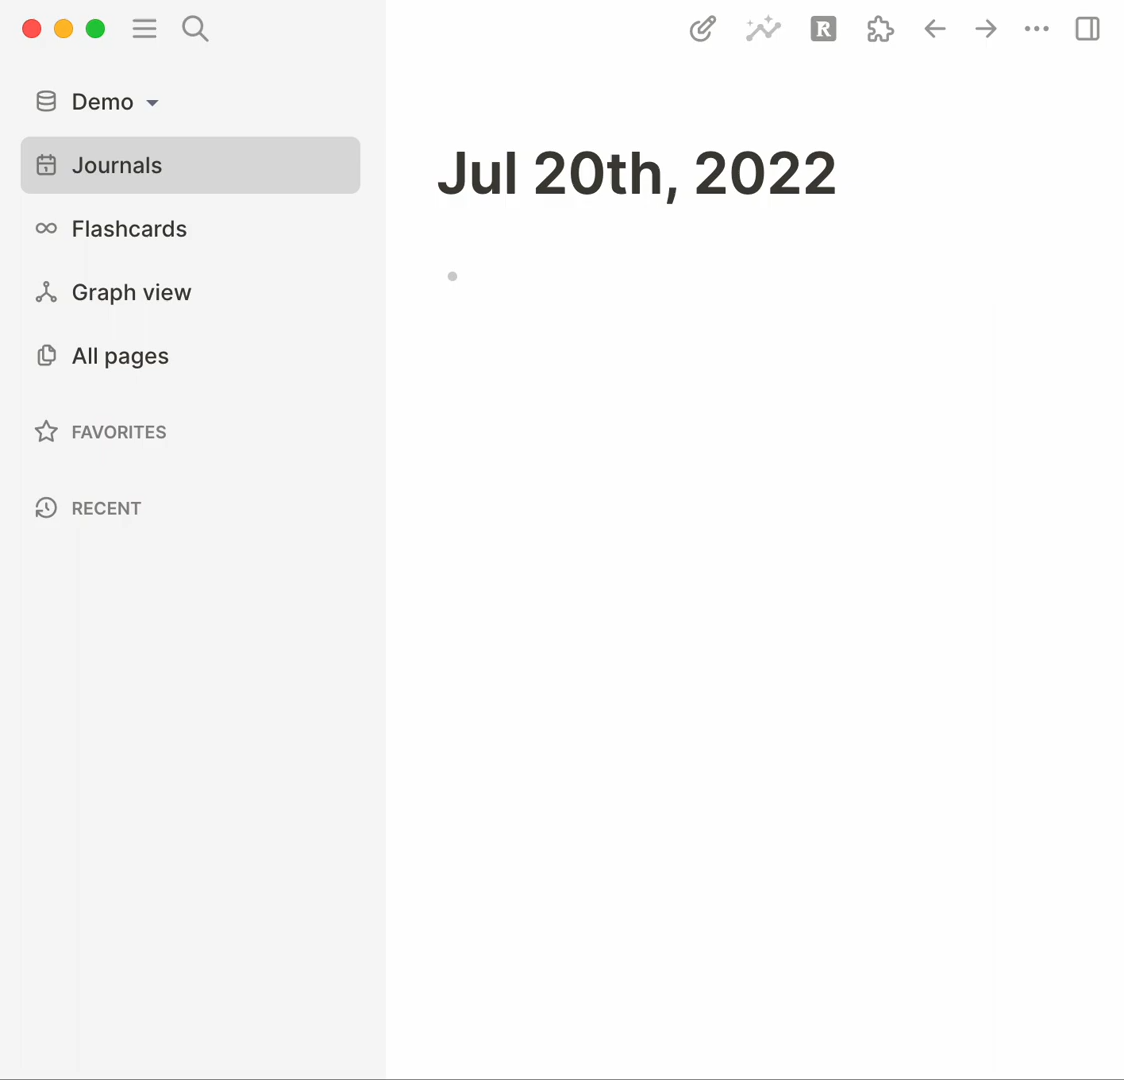 Demo
Journals
Flashcards
Graph view
All pages
FAVORITES
RECENT
R
Jul 20th, 2022